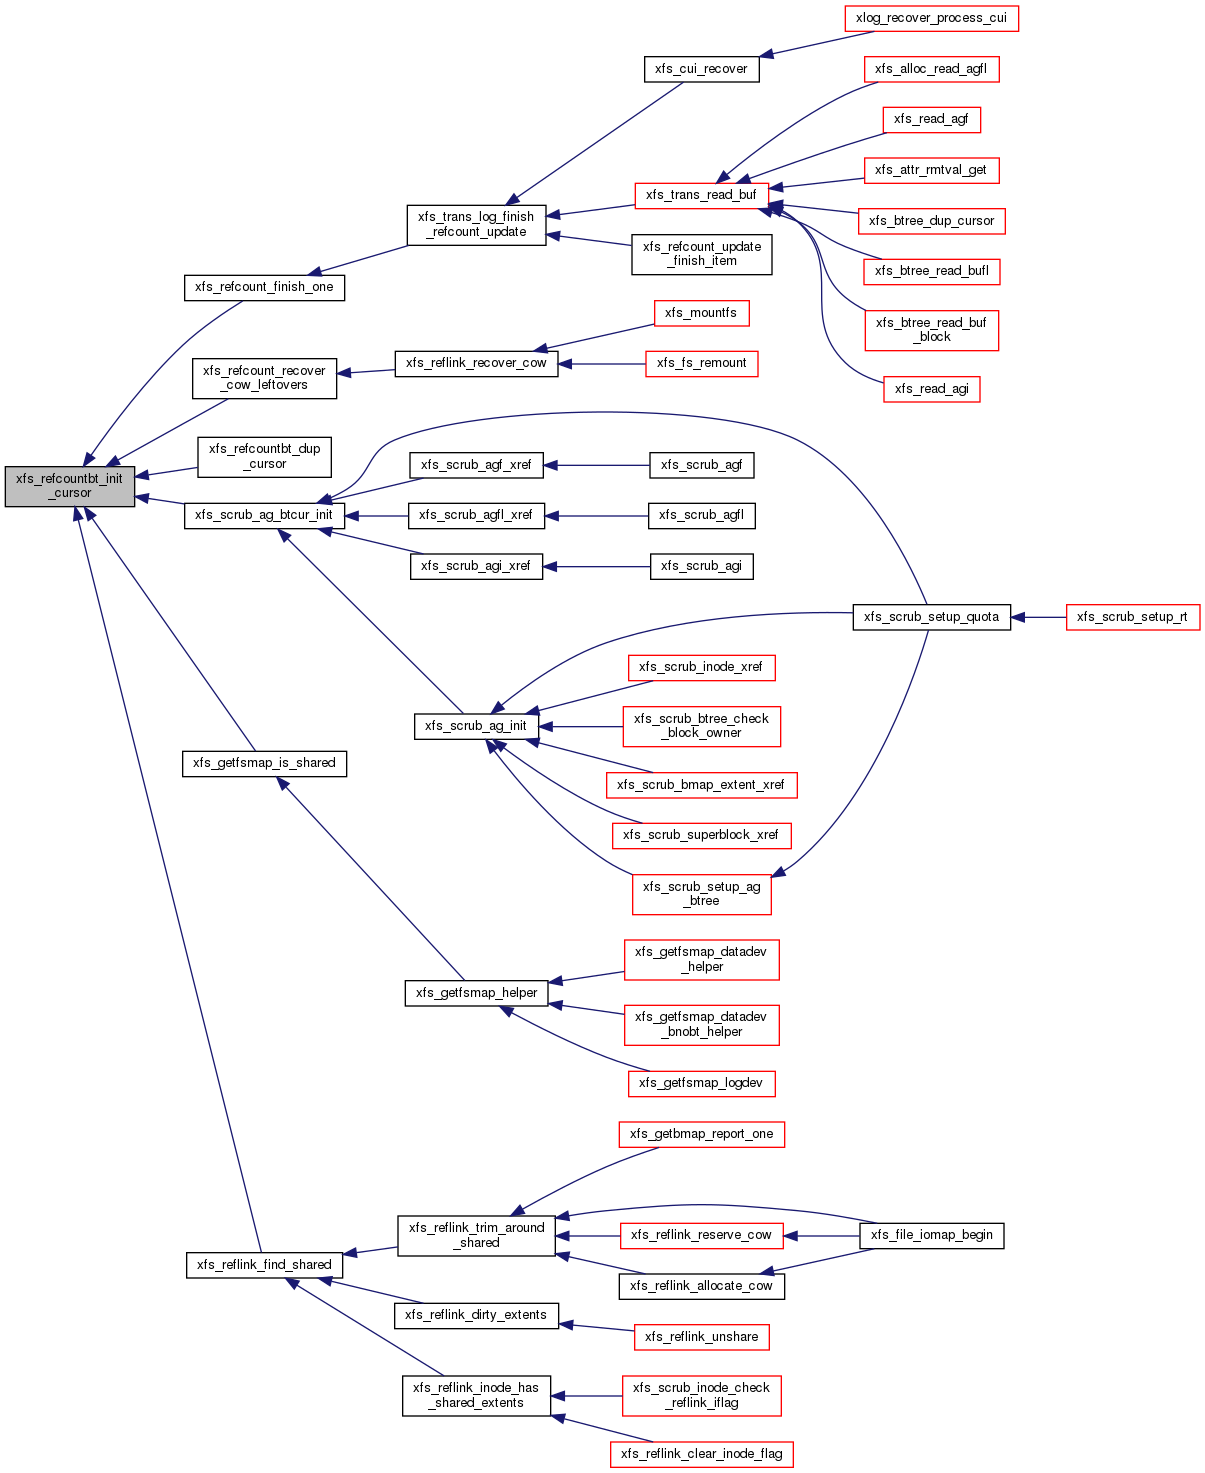 xlog_recover_process_cui
xfs_cui_recover
xfs_alloc_read_agfl
xfs_read_agf
xfs_attr_rmtval_get
xfs_trans_read_buf
xfs_trans_log_finish
_refcount_update
xfs_btree_dup_cursor
xfs_refcount_update
_finish_item
xfs_btree_read_bufl
xfs_refcount_finish_one
xfs_mountfs
xfs_btree_read_buf
_block
xfs_reflink_recover_cow
xfs_fs_remount
xfs_refcount_recover
_cow_leftovers
xfs_read_agi
xfs_refcountbt_dup
_cursor
xfs_scrub_agf_xref
xfs_scrub_agf
xfs_refcountbt_init
_cursor
xfs_scrub_ag_btcur_init
xfs_scrub_agfl_xref
xfs_scrub_agfl
xfs_scrub_agi_xref
xfs_scrub_agi
xfs_scrub_setup_quota
xfs_scrub_setup_rt
xfs_scrub_inode_xref
xfs_scrub_ag_init
xfs_scrub_btree_check
_block_owner
xfs_getfsmap_is_shared
xfs_scrub_bmap_extent_xref
xfs_scrub_superblock_xref
xfs_scrub_setup_ag
_btree
xfs_getfsmap_datadev
_helper
xfs_getfsmap_helper
xfs_getfsmap_datadev
_bnobt_helper
xfs_getfsmap_logdev
xfs_getbmap_report_one
xfs_reflink_trim_around
_shared
xfs_reflink_reserve_cow
xfs_file_iomap_begin
xfs_reflink_find_shared
xfs_reflink_allocate_cow
xfs_reflink_dirty_extents
xfs_reflink_unshare
xfs_reflink_inode_has
_shared_extents
xfs_scrub_inode_check
_reflink_iflag
xfs_reflink_clear_inode_flag